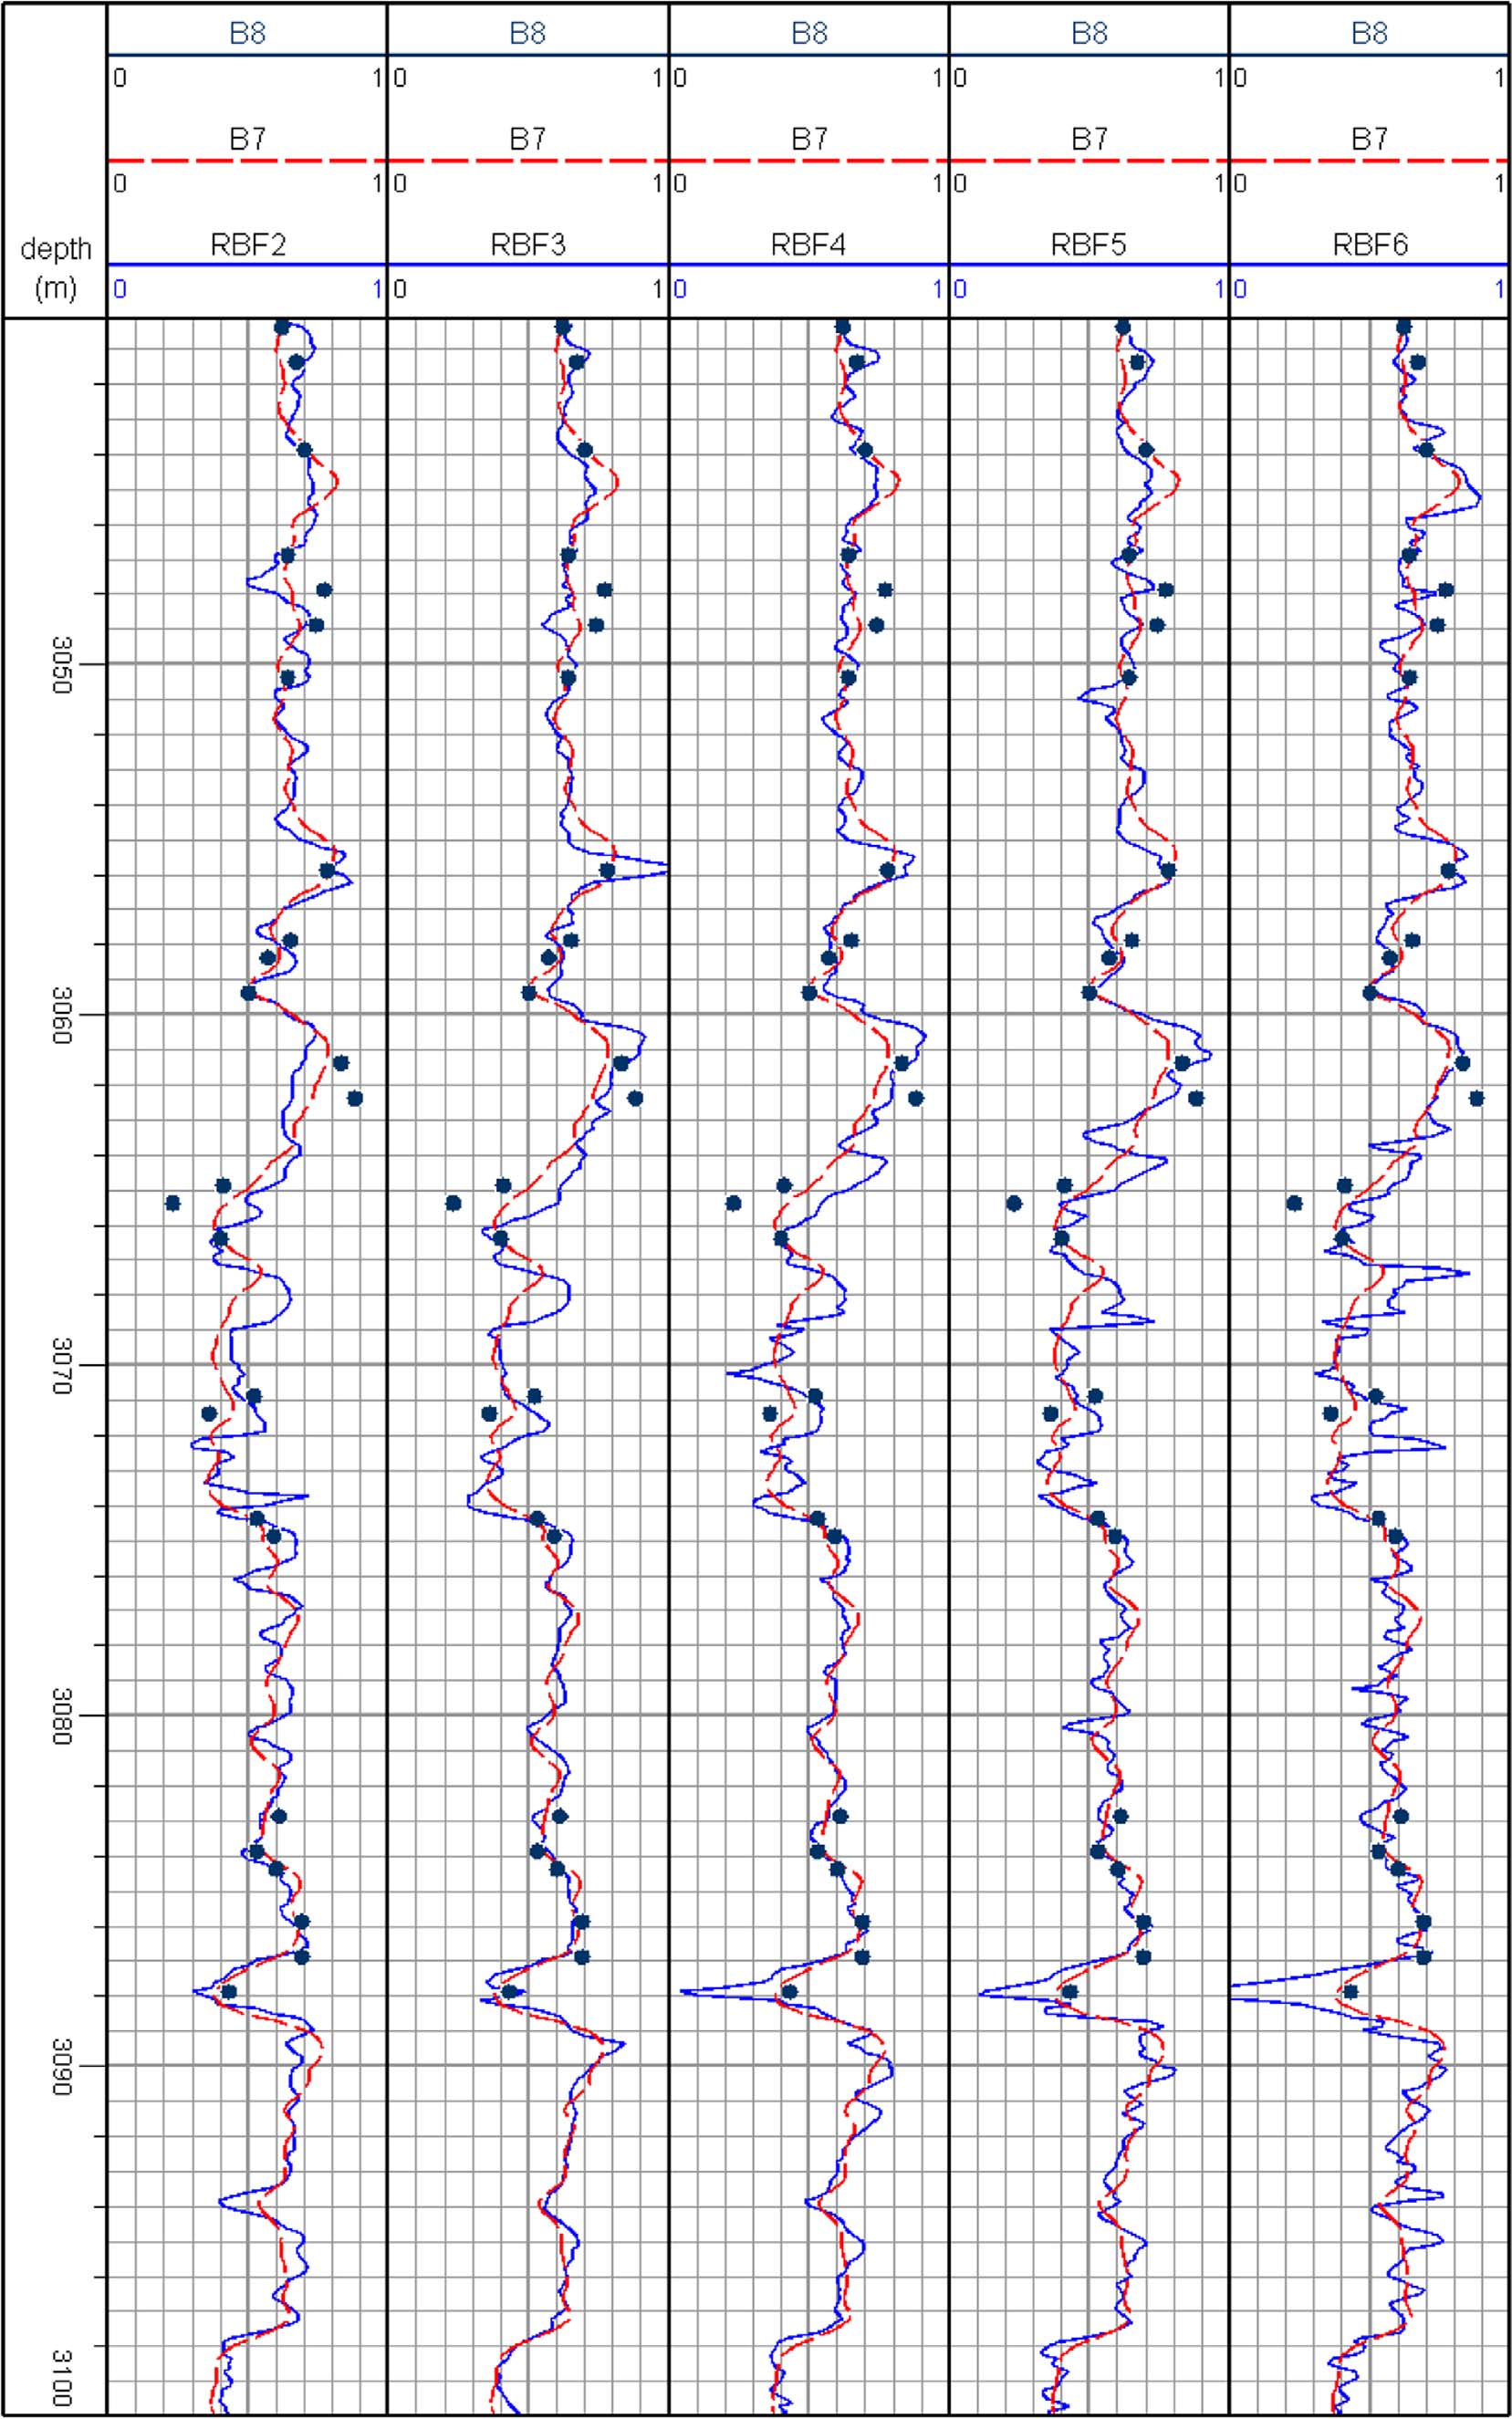 B8 B8 B8 B8 B8
0 1 0 1 0 1 0 1 0 1
B7 B7 B7 B7 B7
0 1 0 1 0 1 0 1 0 1
depth RBF2 RBF3 RBF4 RBF5 RBF6
(m) 0 1 0 1 0 1 0 1 0 1
3050
3060
3070
3080
3090
3100